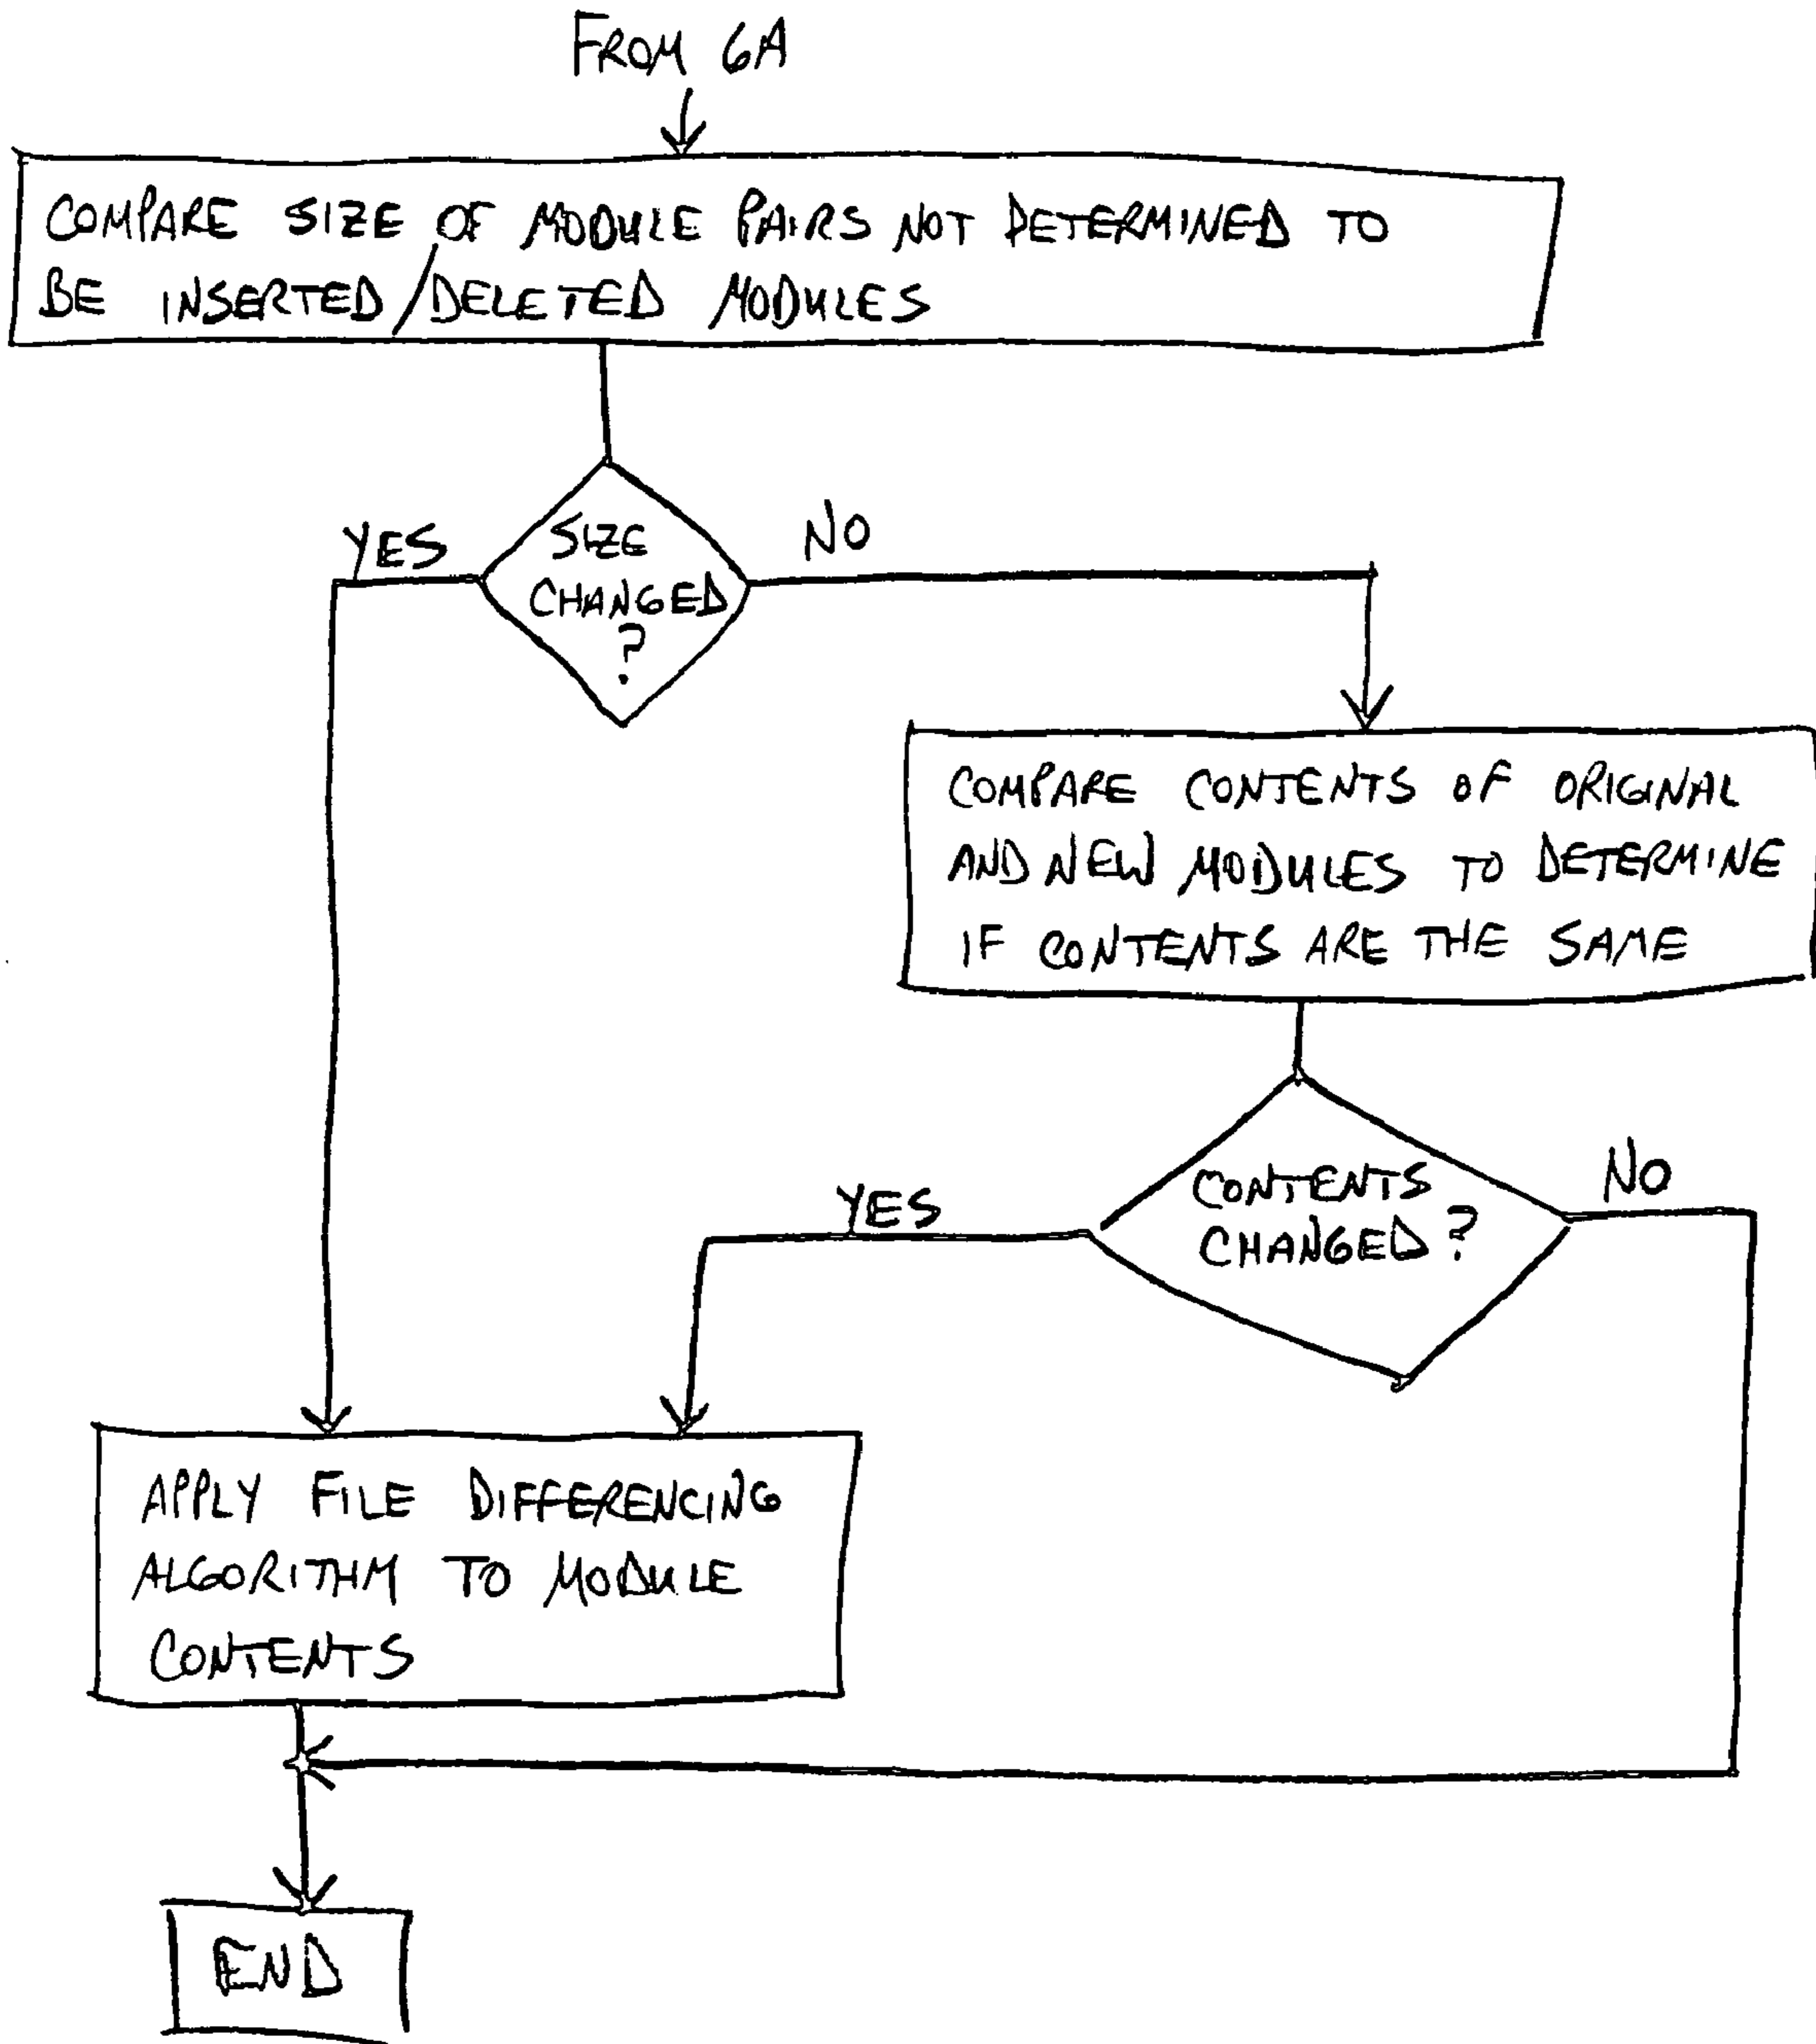 FROM 6A
COMPARE SIZE OF MODULE PAIRS NOT DETERMINED TO
BE INSERTED/DELETED MODULES
YES
SIZE
CHANGED
?
NO
COMPARE CONTENTS OF ORIGINAL
AND NEW MODULES TO DETERMINE
IF CONTENTS ARE THE SAME
YES
CONTENTS
CHANGED?
NO
APPLY FILE DIFFERENCING
ALGORITHM TO MODULE
CONTENTS
END